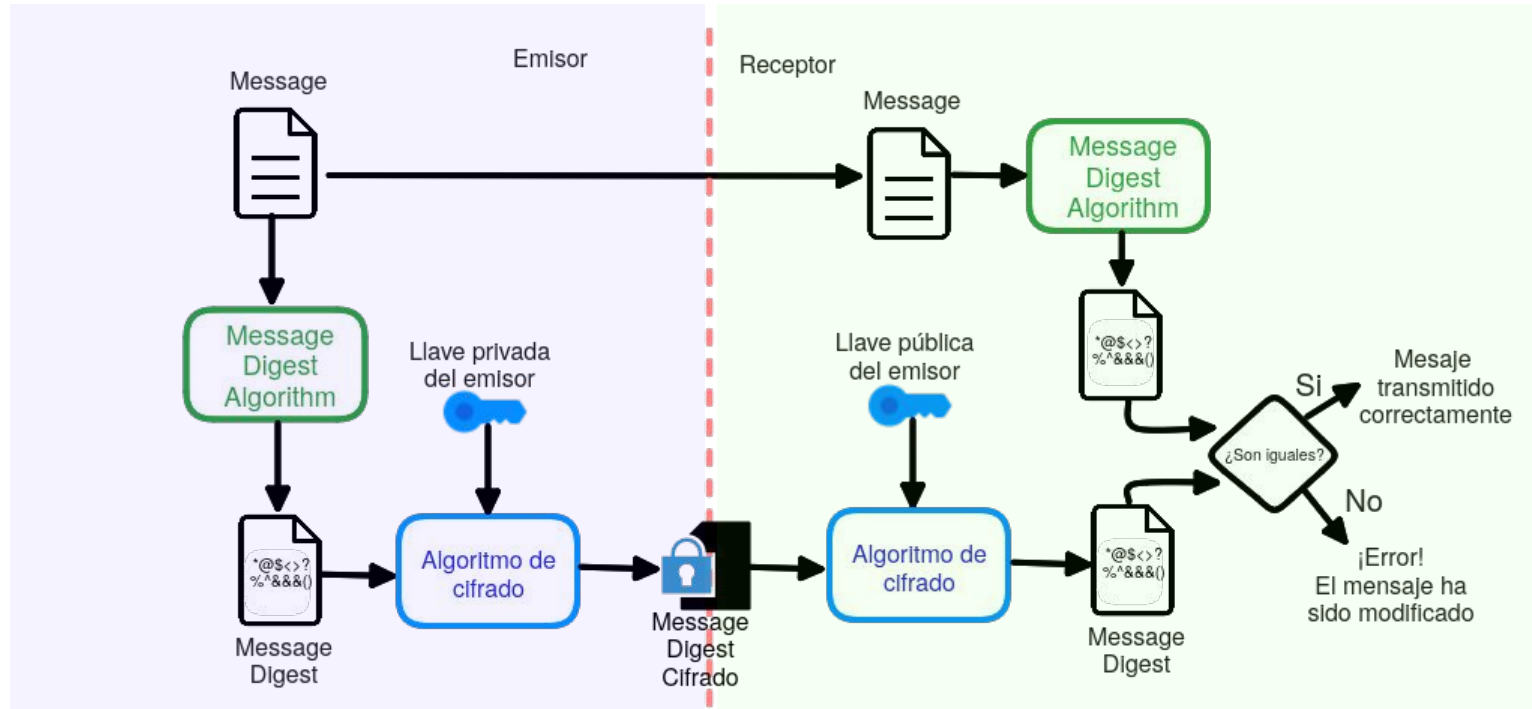 Emisor
Message
Message
Digest
Algorithm
Llave privada
del emisor
*@$<>?
%^&&&()
Message
Digest
Algoritmo de
cifrado
Message
Digest
Cifrado
Receptor
Message
Message
Digest
Algorithm
*@$<>?
%^&&&()
Llave pública
del emisor
Algoritmo de
cifrado
*@$<>?
%^&&&()
Message
Digest
¿Son iguales?
Si
Mesaje
transmitido
correctamente
No
¡Error!
El mensaje ha
sido modificado